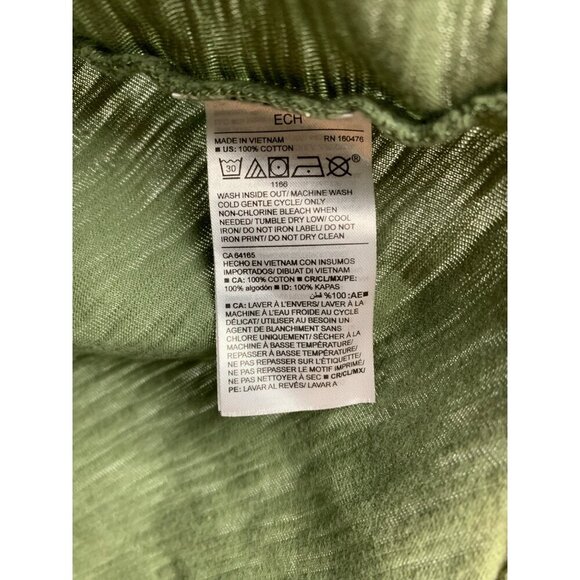 ECH
MADE IN VIETNAM RN 160476
■ US: 100% COTTON
30
®
1166
WASH INSIDE OUT/ MACHINE WASH
COLD GENTLE CYCLE/ ONLY
NON-CHLORINE BLEACH WHEN
NEEDED/ TUMBLE DRY LOW/ COOL
IRON/ DO NOT IRON LABEL/ DO NOT
IRON PRINT/ DO NOT DRY CLEAN
CA 64165
HECHO EN VIETNAM CON INSUMOS
IMPORTADOS/ DIBUAT DI VIETNAM
■ CA: 100% COTON ■ CR/CL/MX/PE:
100% algodón ■ ID: 100% KAPAS
■ AE: 100% قطن
■ CA: LAVER À L'ENVERS/ LAVER À LA
MACHINE À L'EAU FROIDE AU CYCLE
DÉLICAT/ UTILISER UN AGENT
DE BLANCHIMENT SANS
CHLORE UNIQUEMENT/ SÉCHER À LA
MACHINE À BASSE TEMPÉRATURE/
REPASSER À BASSE TEMPÉRATURE/
NE PAS REPASSER SUR L'ÉTIQUETTE/
NE PAS REPASSER LE MOTIF IMPRIMÉ/
NE PAS NETTOYER À SEC ■ CR/CL/MX/
PE: LAVAR AL REVÉS/ LAVAR A